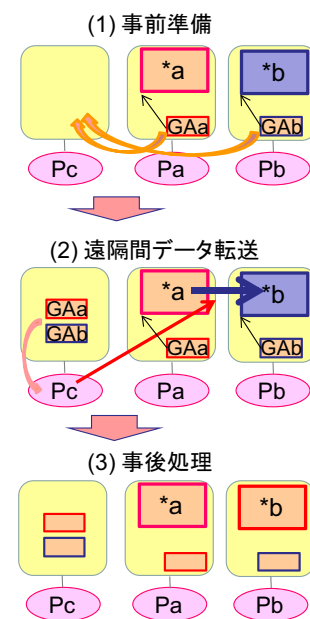 (1) 事前準備
*a
*b
GAa
GAb
Pc
Pa
Pb
(2) 遠隔間データ転送
*a
*b
GAa
GAb
GAa
GAb
Pc
Pa
Pb
(3) 事後処理
*a
*b
Pc
Pa
Pb